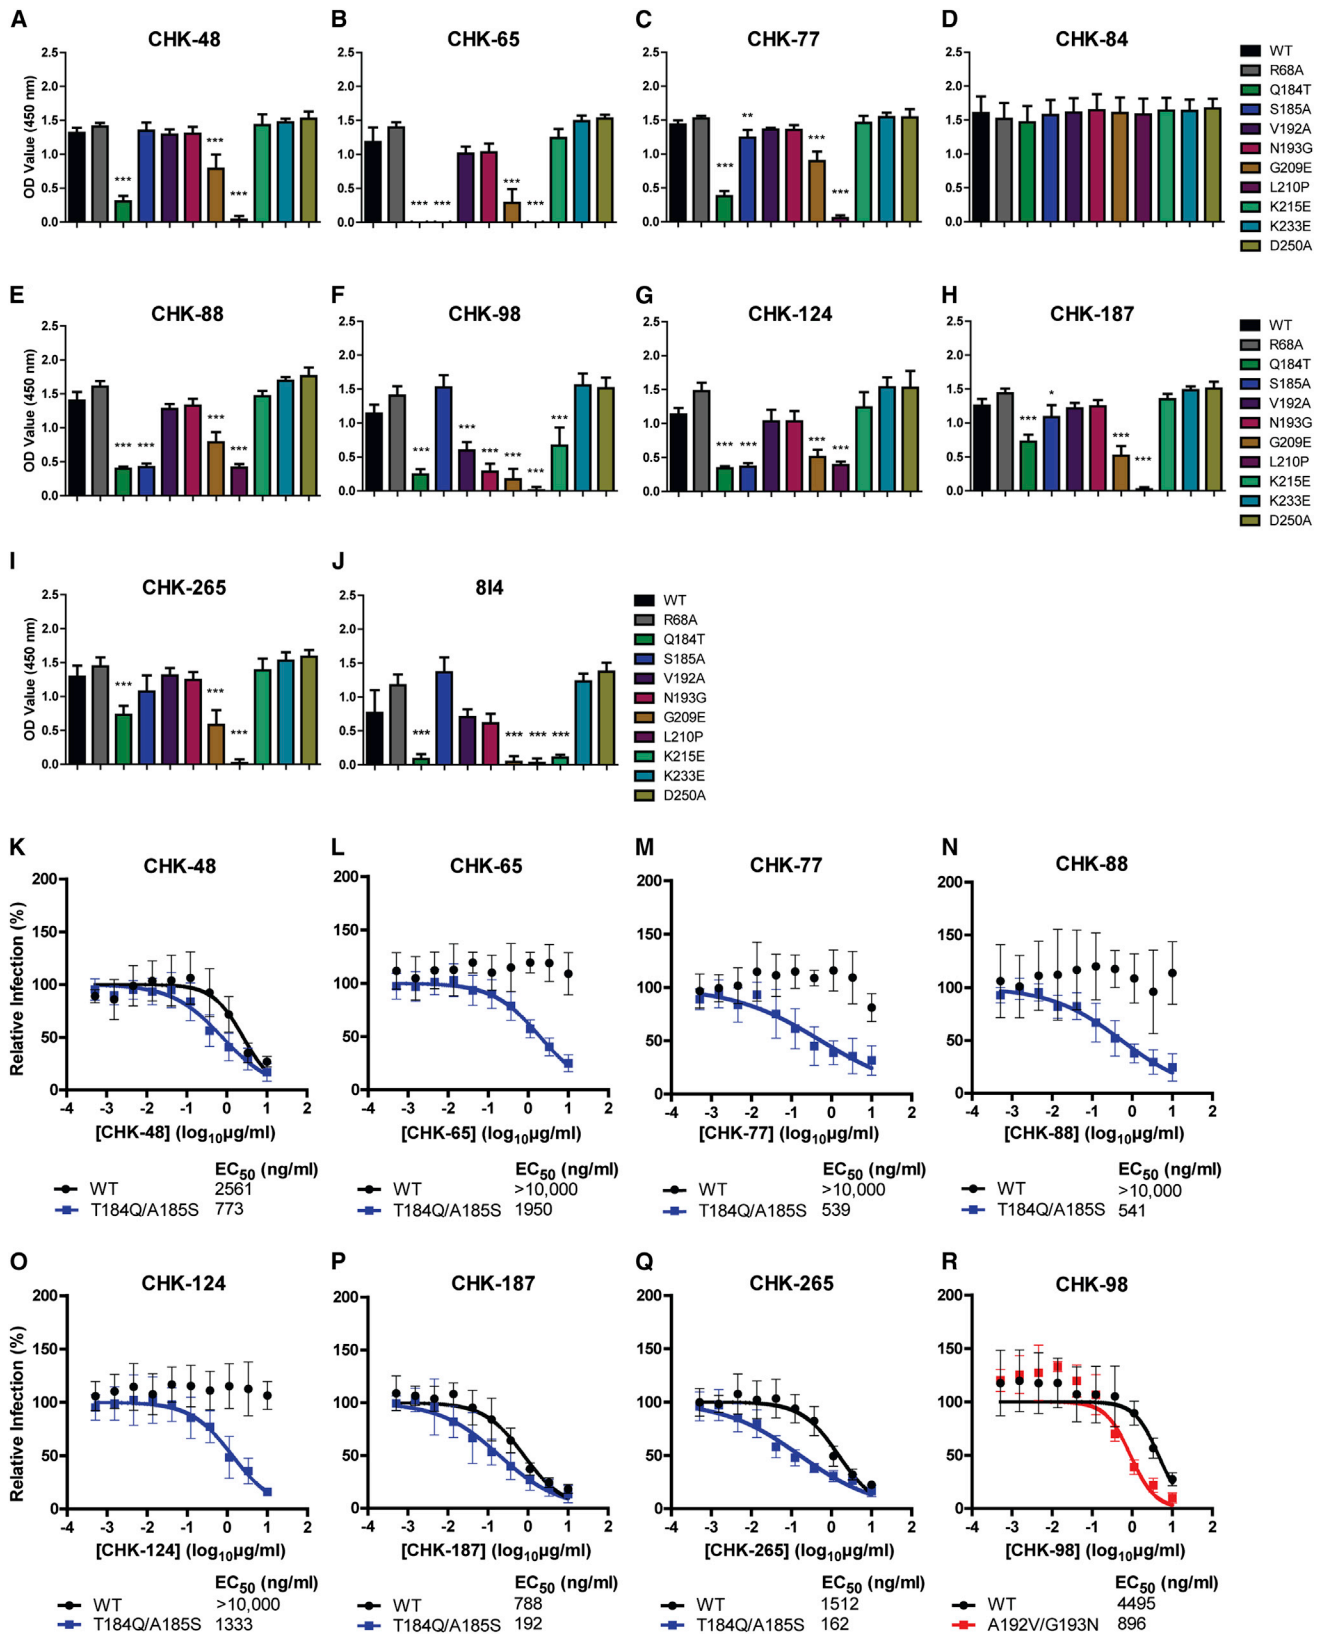 A
CHK-48
B
CHK-65
C
CHK-77
D
CHK-84
OD Value (450 nm)
2.5
2.0
1.5
1.0
0.5
0.0
***
***
***
2.5
2.0
1.5
1.0
0.5
0.0
*** ***
***
***
2.5
2.0
1.5
1.0
0.5
0.0
***
**
***
***
2.5
2.0
1.5
1.0
0.5
0.0
WT
R68A
Q184T
S185A
V192A
N193G
G209E
L210P
K215E
K233E
D250A
E
CHK-88
F
CHK-98
G
CHK-124
H
CHK-187
OD Value (450 nm)
2.5
2.0
1.5
1.0
0.5
0.0
*** ***
***
***
2.5
2.0
1.5
1.0
0.5
0.0
***
***
***
***
***
***
2.5
2.0
1.5
1.0
0.5
0.0
*** ***
***
***
2.5
2.0
1.5
1.0
0.5
0.0
***
*
***
***
WT
R68A
Q184T
S185A
V192A
N193G
G209E
L210P
K215E
K233E
D250A
I
CHK-265
J
8I4
OD Value (450 nm)
2.5
2.0
1.5
1.0
0.5
0.0
***
***
***
2.5
2.0
1.5
1.0
0.5
0.0
***
*** *** ***
WT
R68A
Q184T
S185A
V192A
N193G
G209E
L210P
K215E
K233E
D250A
K
CHK-48
Relative Infection (%)
200
150
100
50
0
-4 -3 -2 -1 0 1 2
[CHK-48] (log10µg/ml)
EC50 (ng/ml)
WT 2561
T184Q/A185S 773
L
CHK-65
200
150
100
50
0
-4 -3 -2 -1 0 1 2
[CHK-65] (log10µg/ml)
EC50 (ng/ml)
WT >10,000
T184Q/A185S 1950
M
CHK-77
200
150
100
50
0
-4 -3 -2 -1 0 1 2
[CHK-77] (log10µg/ml)
EC50 (ng/ml)
WT >10,000
T184Q/A185S 539
N
CHK-88
200
150
100
50
0
-4 -3 -2 -1 0 1 2
[CHK-88] (log10µg/ml)
EC50 (ng/ml)
WT >10,000
T184Q/A185S 541
O
CHK-124
Relative Infection (%)
200
150
100
50
0
-4 -3 -2 -1 0 1 2
[CHK-124] (log10µg/ml)
EC50 (ng/ml)
WT >10,000
T184Q/A185S 1333
P
CHK-187
200
150
100
50
0
-4 -3 -2 -1 0 1 2
[CHK-187] (log10µg/ml)
EC50 (ng/ml)
WT 788
T184Q/A185S 192
Q
CHK-265
200
150
100
50
0
-4 -3 -2 -1 0 1 2
[CHK-265] (log10µg/ml)
EC50 (ng/ml)
WT 1512
T184Q/A185S 162
R
CHK-98
200
150
100
50
0
-4 -3 -2 -1 0 1 2
[CHK-98] (log10µg/ml)
EC50 (ng/ml)
WT 4495
A192V/G193N 896